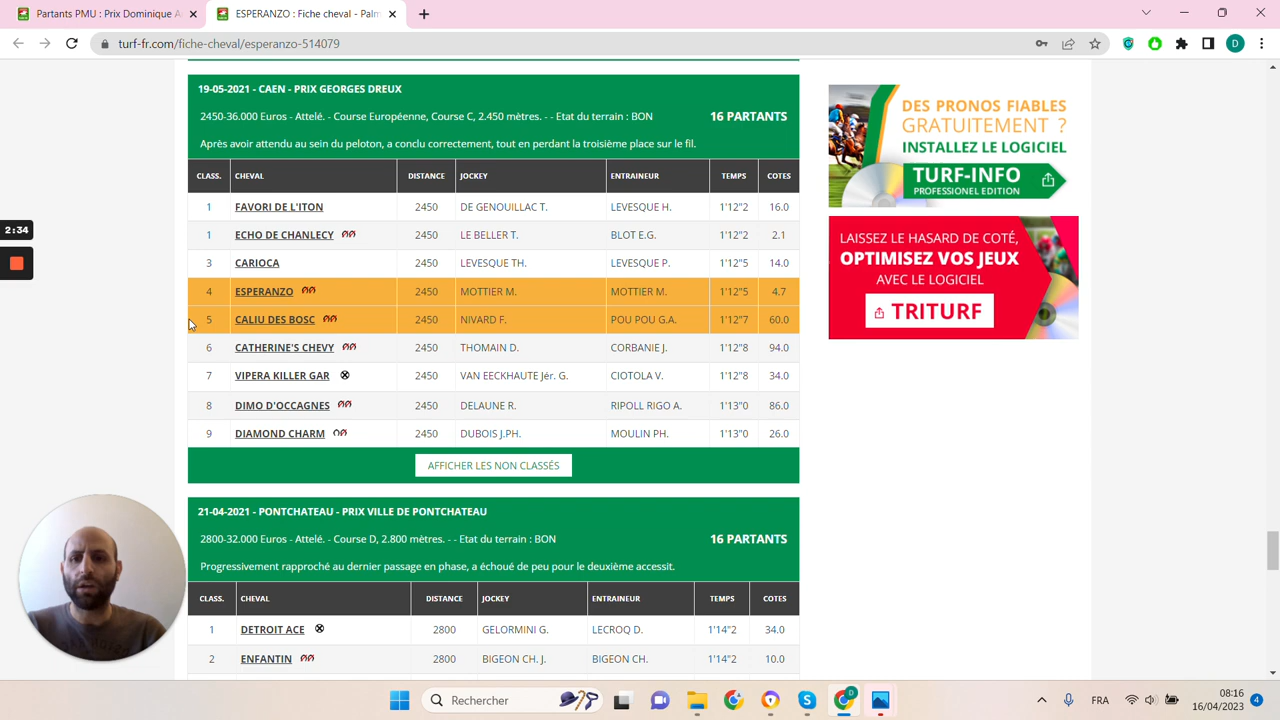 Partants PMU : Prix Dominique A
ESPERANZO : Fiche cheval - Palm
turf-fr.com/fiche-cheval/esperanzo-514079
D
19-05-2021 - CAEN - PRIX GEORGES DREUX
2450-36.000 Euros - Attelé. - Course Européenne, Course C, 2.450 mètres. - - Etat du terrain : BON
16 PARTANTS
Après avoir attendu au sein du peloton, a conclu correctement, tout en perdant la troisième place sur le fil.
CLASS. CHEVAL DISTANCE JOCKEY ENTRAINEUR TEMPS COTES
1 FAVORI DE L'ITON 2450 DE GENOUILLAC T. LEVESQUE H. 1'12"2 16.0
1 ECHO DE CHANLECY 2450 LE BELLER T. BLOT E.G. 1'12"2 2.1
3 CARIOCA 2450 LEVESQUE TH. LEVESQUE P. 1'12"5 14.0
4 ESPERANZO 2450 MOTTIER M. MOTTIER M. 1'12"5 4.7
5 CALIU DES BOSC 2450 NIVARD F. POU POU G.A. 1'12"7 60.0
6 CATHERINE'S CHEVY 2450 THOMAIN D. CORBANIE J. 1'12"8 94.0
7 VIPERA KILLER GAR 2450 VAN EECKHAUTE Jér. G. CIOTOLA V. 1'12"8 34.0
8 DIMO D'OCCAGNES 2450 DELAUNE R. RIPOLL RIGO A. 1'13"0 86.0
9 DIAMOND CHARM 2450 DUBOIS J.PH. MOULIN PH. 1'13"0 26.0
AFFICHER LES NON CLASSÉS
21-04-2021 - PONTCHATEAU - PRIX VILLE DE PONTCHATEAU
2800-32.000 Euros - Attelé. - Course D, 2.800 mètres. - - Etat du terrain : BON
16 PARTANTS
Progressivement rapproché au dernier passage en phase, a échoué de peu pour le deuxième accessit.
CLASS. CHEVAL DISTANCE JOCKEY ENTRAINEUR TEMPS COTES
1 DETROIT ACE 2800 GELORMINI G. LECROQ D. 1'14"2 34.0
2 ENFANTIN 2800 BIGEON CH. J. BIGEON CH. 1'14"2 10.0
DES PRONOS FIABLES
GRATUITEMENT ?
INSTALLEZ LE LOGICIEL
TURF-INFO
PROFESSIONEL EDITION
LAISSEZ LE HASARD DE COTÉ,
OPTIMISEZ VOS JEUX
AVEC LE LOGICIEL
TRITURF
2:34
Rechercher
D
S
FRA
08:16
16/04/2023
4